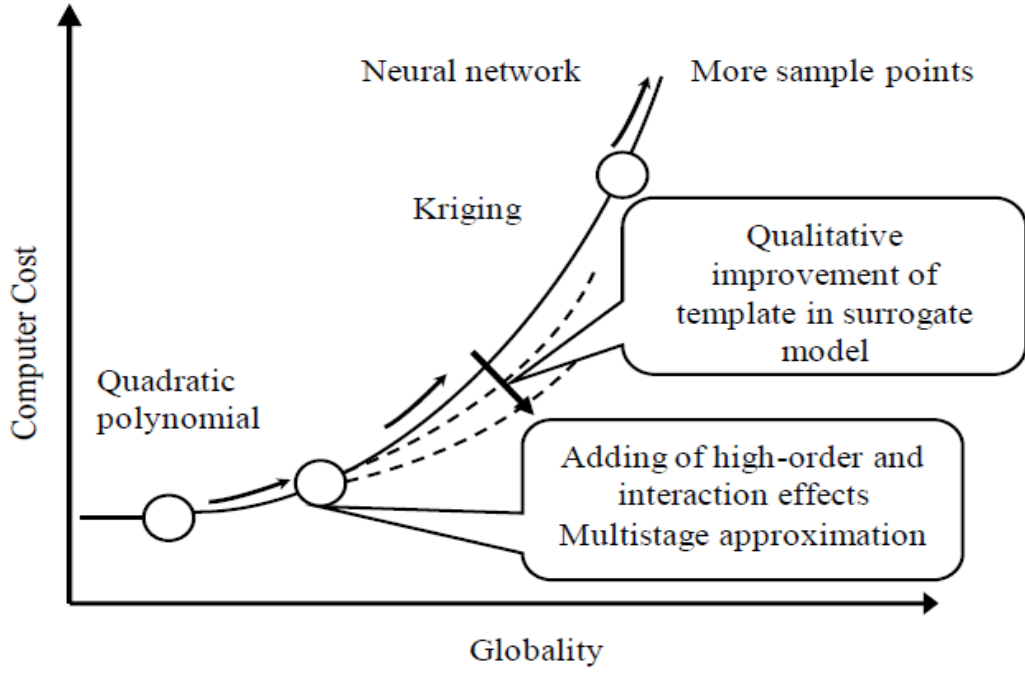 Neural network
More sample points
Kriging
Qualitative
improvement of
template in surrogate
model
Quadratic
polynomial
Adding of high-order and
interaction effects
Multistage approximation
Computer Cost
Globality